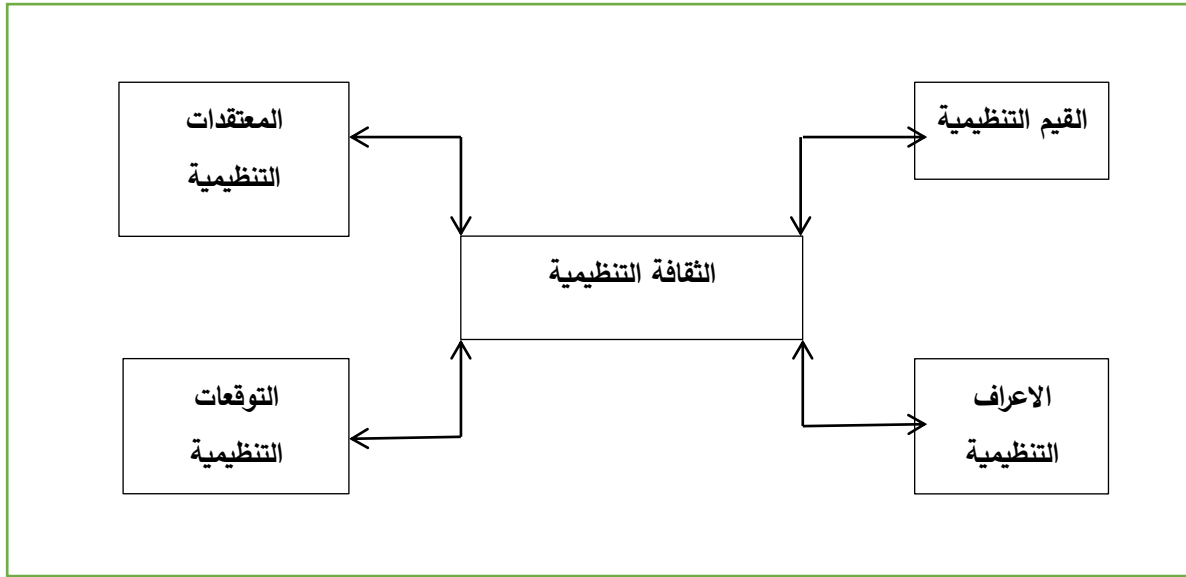 القيم التنظيمية
المعتقدات
التنظيمية
الثقافة التنظيمية
الاعراف
التنظيمية
التوقعات
التنظيمية